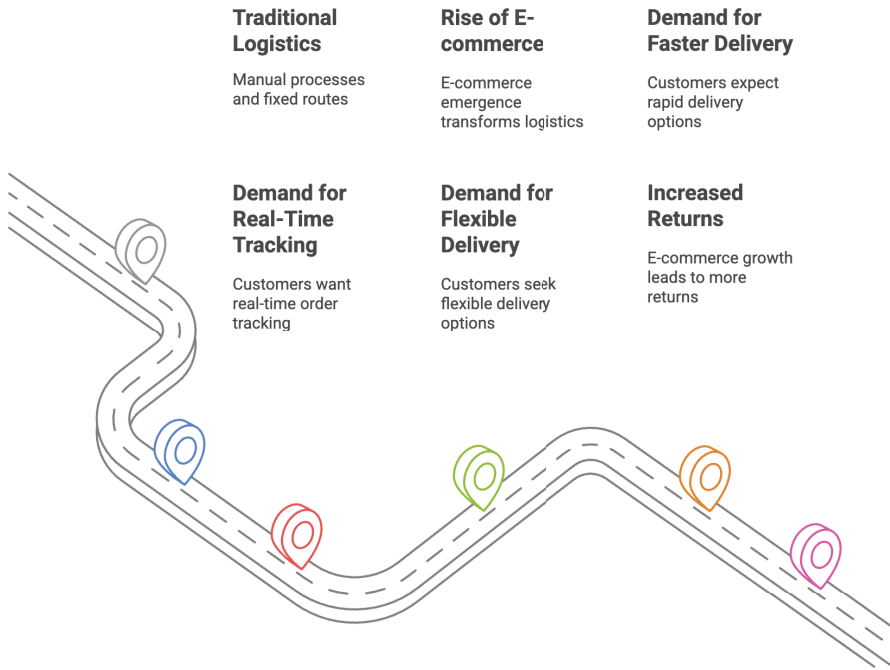 Traditional
Logistics
Manual processes
and fixed routes
Rise of E-
commerce
E-commerce
emergence
transforms logistics
Demand for
Faster Delivery
Customers expect
rapid delivery
options
Demand for
Real-Time
Tracking
Customers want
real-time order
tracking
Demand for
Flexible
Delivery
Customers seek
flexible delivery
options
Increased
Returns
E-commerce growth
leads to more
returns